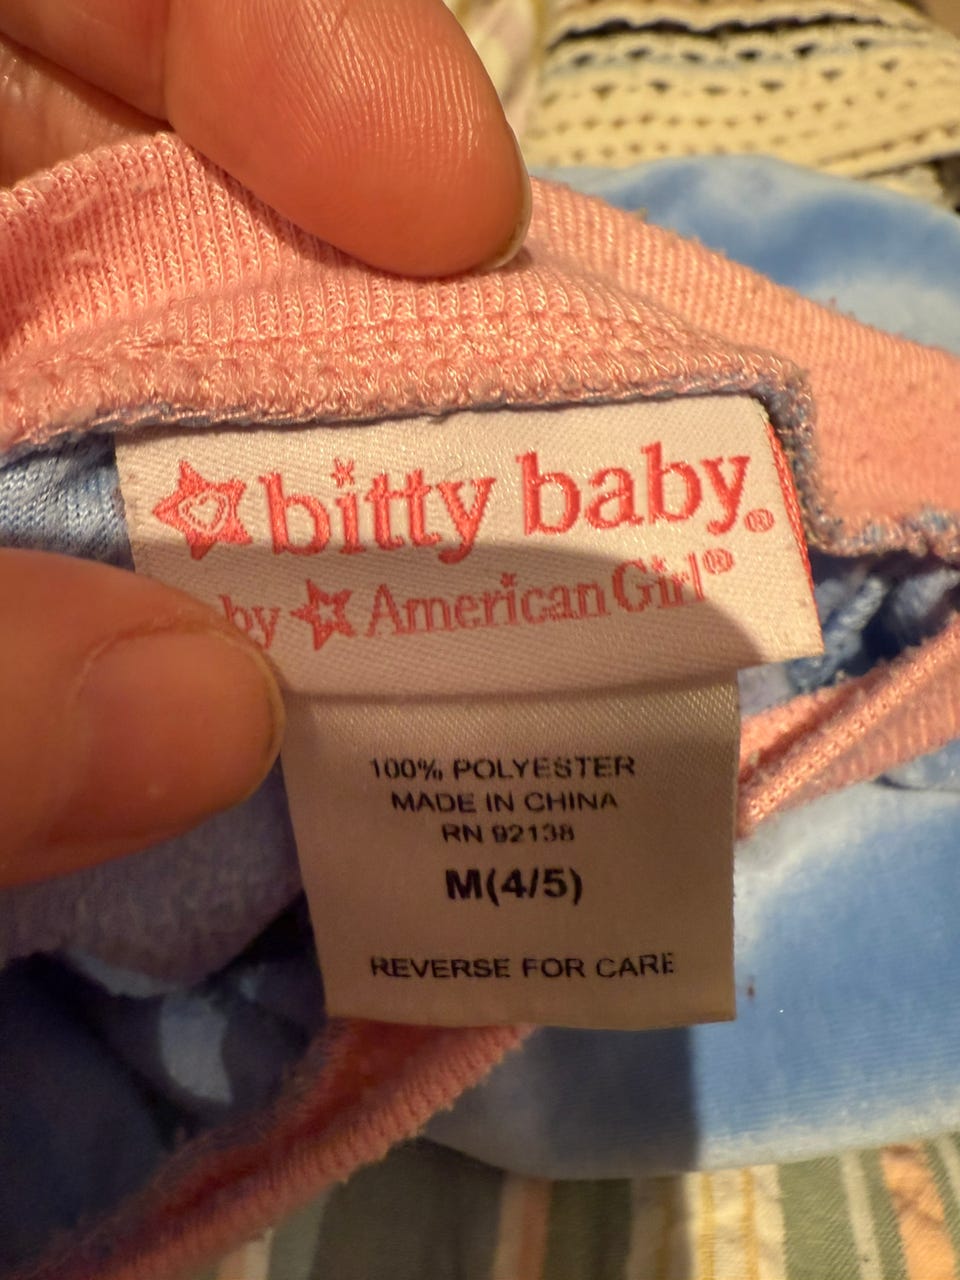 bitty baby®
by American Girl®
100% POLYESTER
MADE IN CHINA
RN 92138
M(4/5)
REVERSE FOR CARE